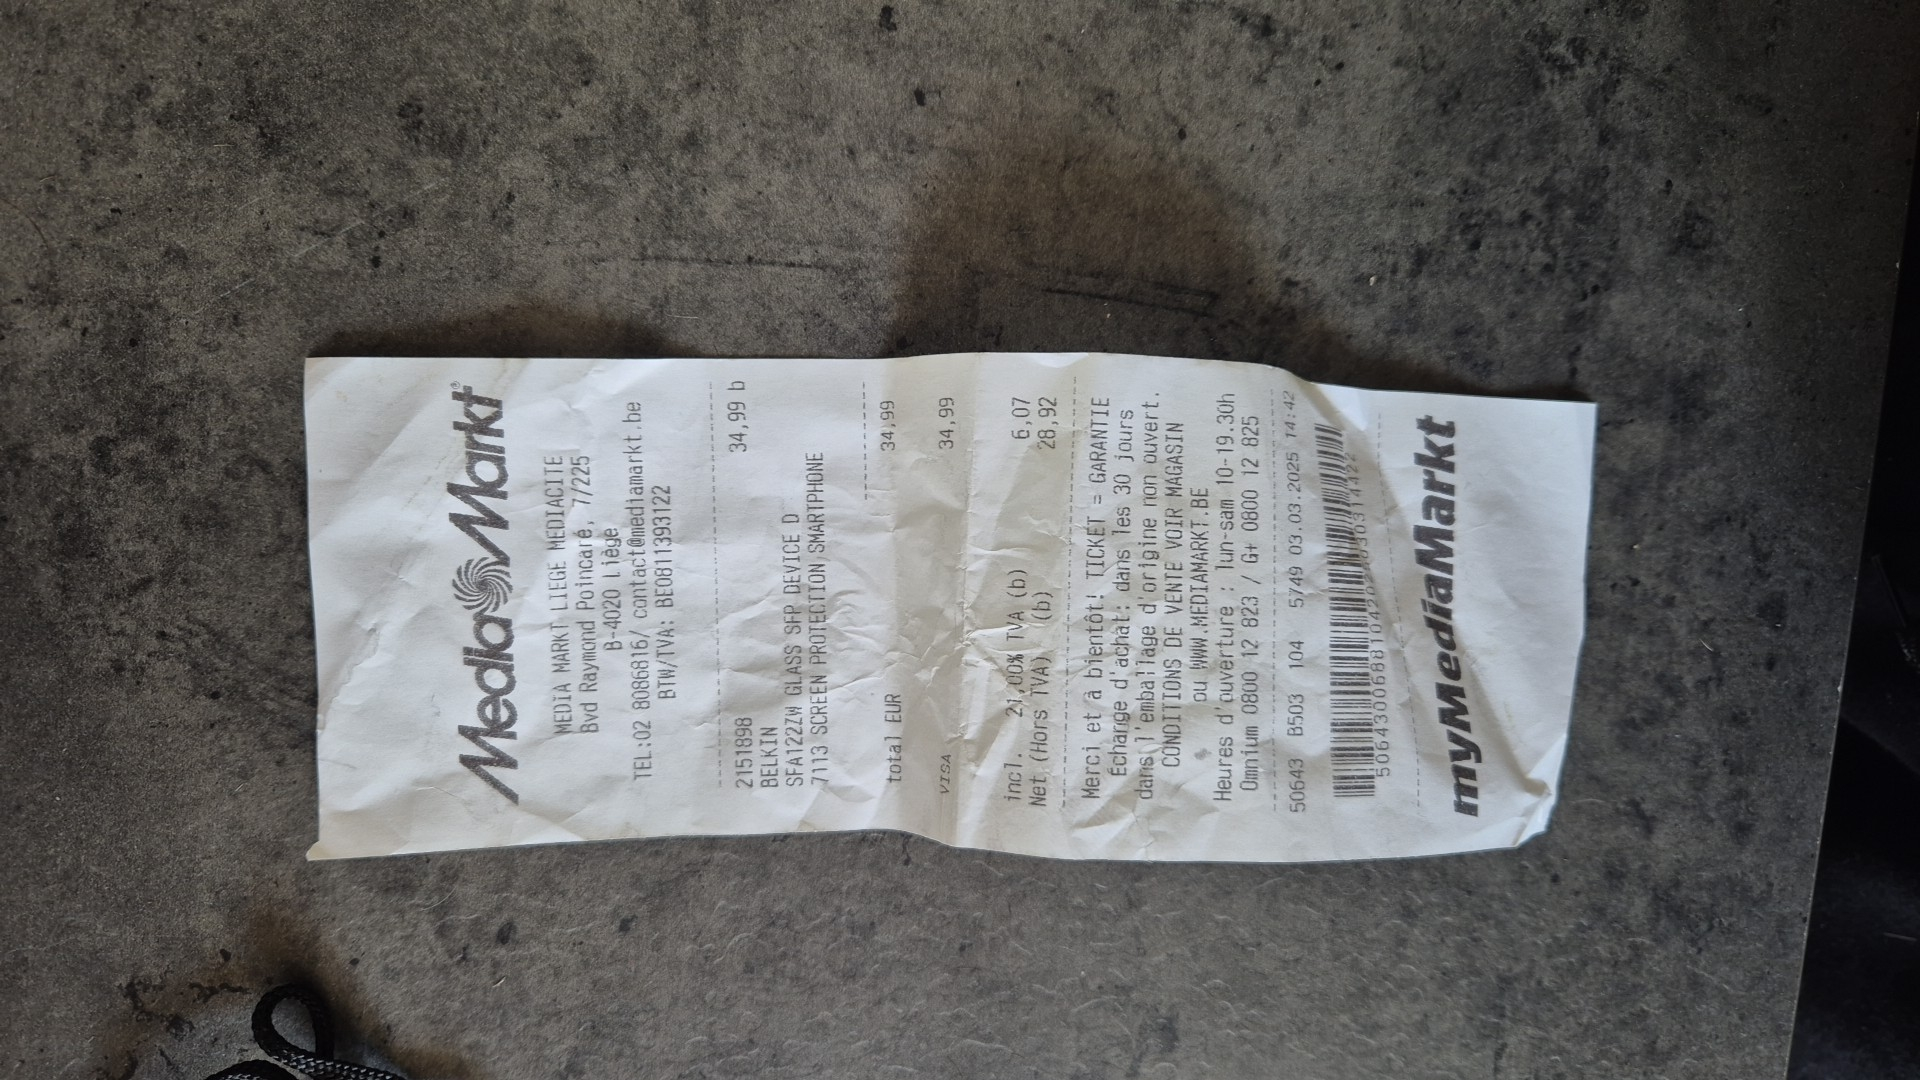 Media Markt®
MEDIA MARKT LIEGE MEDIACITE
Bvd Raymond Poincaré, 7/225
B-4020 Liège
TEL:02 8086816/ contact@mediamarkt.be
BTW/TVA: BE0811393122
2151898 34,99 b
BELKIN
SFA122ZW GLASS SFP DEVICE D
7113 SCREEN PROTECTION,SMARTPHONE
total EUR 34,99
VISA 34,99
incl. 21,00% TVA (b) 6,07
Net (Hors TVA) (b) 28,92
Merci et à bientôt! TICKET = GARANTIE
Echange d'achat: dans les 30 jours
dans l'emballage d'origine non ouvert.
CONDITIONS DE VENTE VOIR MAGASIN
ou WWW.MEDIAMARKT.BE
Heures d'ouverture : lun-sam 10-19.30h
Omnium 0800 12 823 / G+ 0800 12 825
50643 B503 104 5749 03.03.2025 14:42
myMediaMarkt